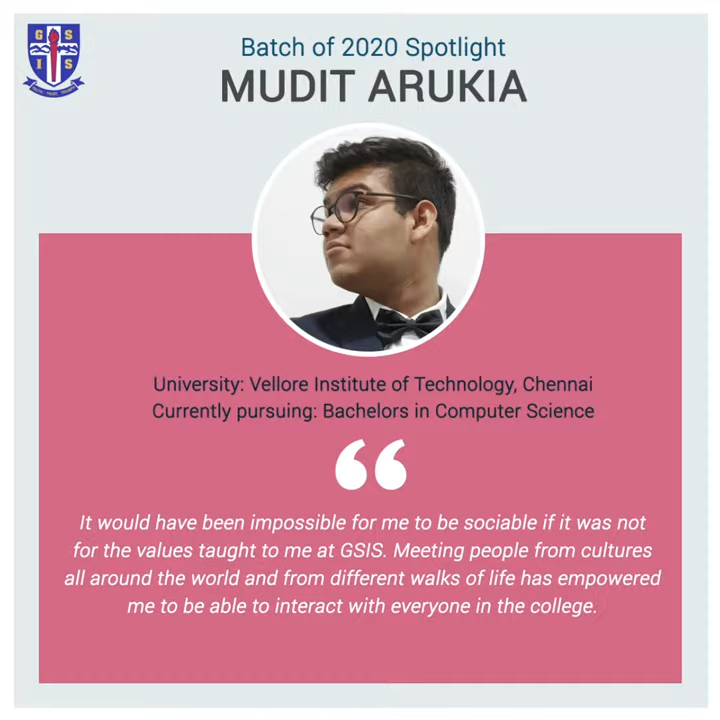 G S
I S
Batch of 2020 Spotlight
MUDIT ARUKIA
University: Vellore Institute of Technology, Chennai
Currently pursuing: Bachelors in Computer Science
“
It would have been impossible for me to be sociable if it was not
for the values taught to me at GSIS. Meeting people from cultures
all around the world and from different walks of life has empowered
me to be able to interact with everyone in the college.